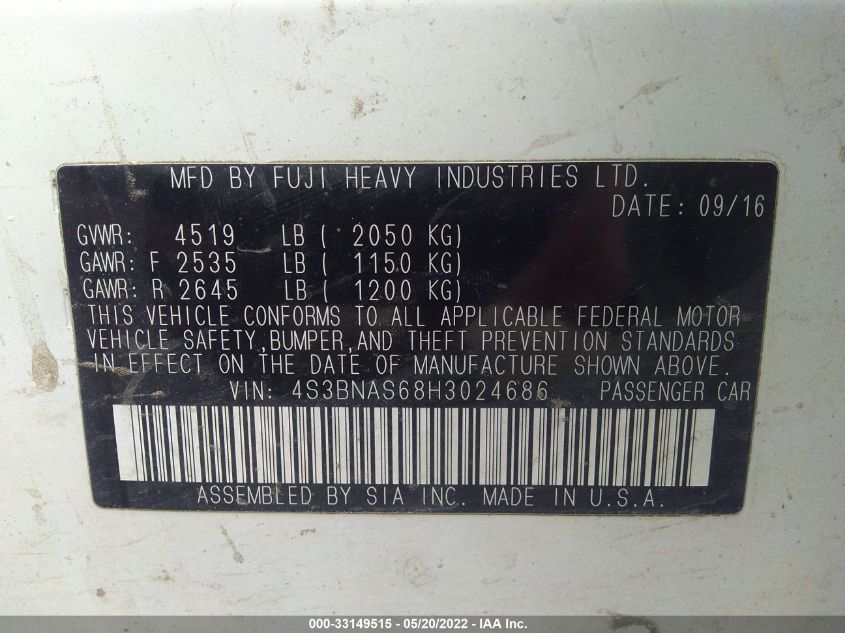 MFD BY FUJI HEAVY INDUSTRIES LTD.
DATE: 09/16
GVWR: 4519 LB ( 2050 KG)
GAWR: F 2535 LB ( 1150 KG)
GAWR: R 2645 LB ( 1200 KG)
THIS VEHICLE CONFORMS TO ALL APPLICABLE FEDERAL MOTOR
VEHICLE SAFETY, BUMPER, AND THEFT PREVENTION STANDARDS
IN EFFECT ON THE DATE OF MANUFACTURE SHOWN ABOVE.
VIN: 4S3BNAS68H3024686 PASSENGER CAR
ASSEMBLED BY SIA INC. MADE IN U.S.A.
000-33149515 - 05/20/2022 - IAA Inc.